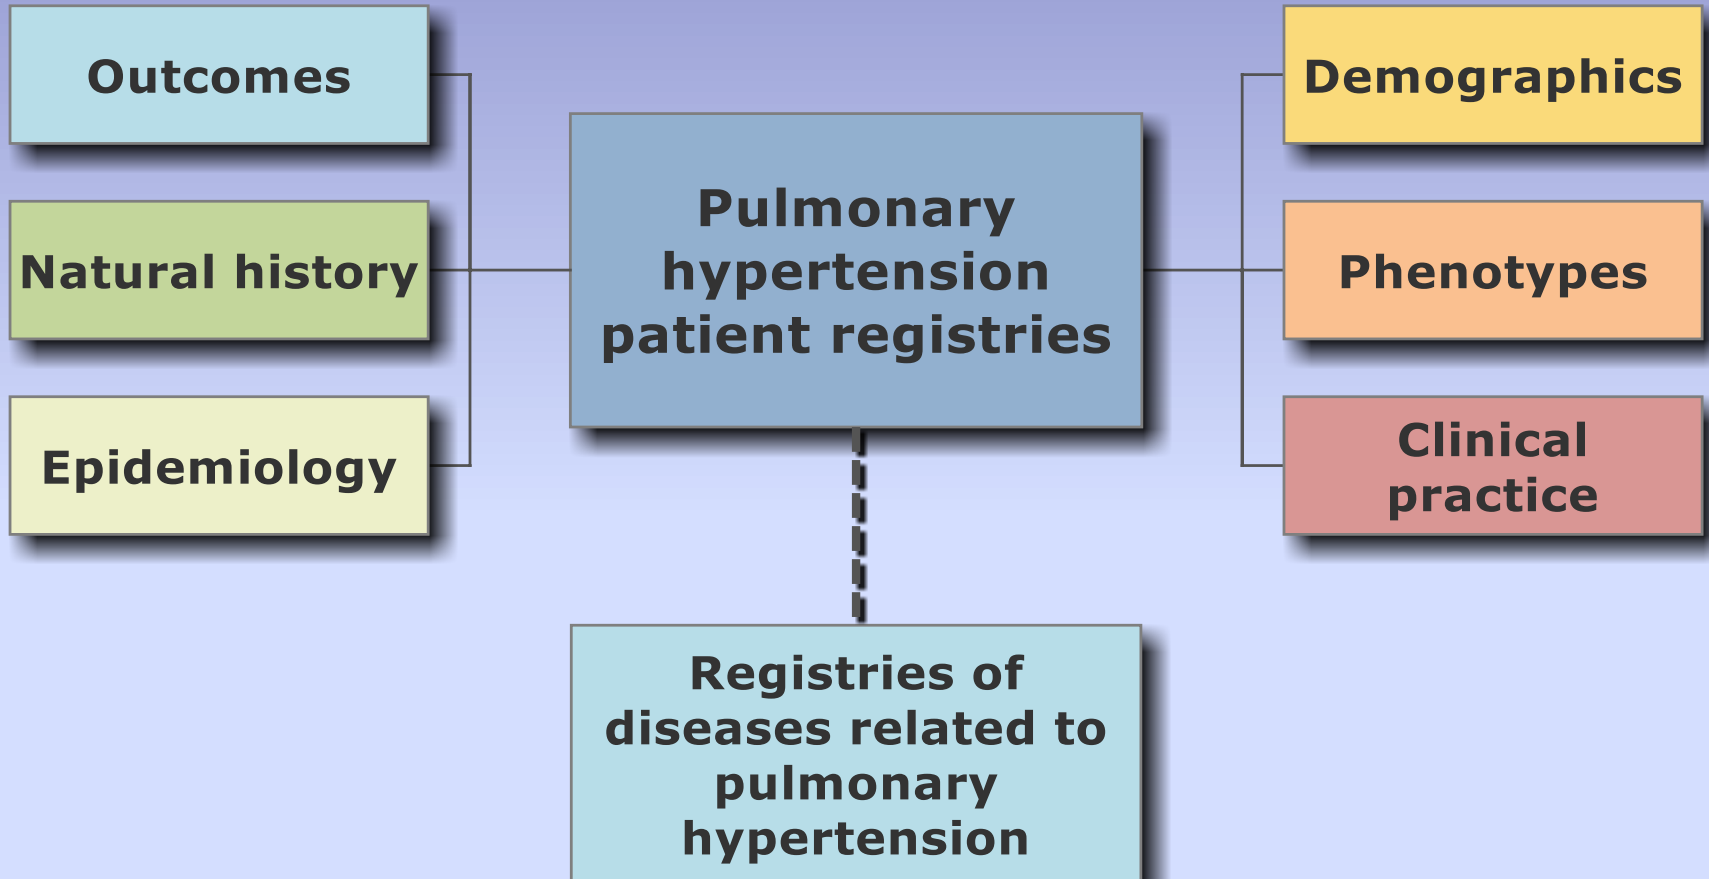 Outcomes
Natural history
Epidemiology
Pulmonary
hypertension
patient registries
Demographics
Phenotypes
Clinical
practice
Registries of
diseases related to
pulmonary
hypertension